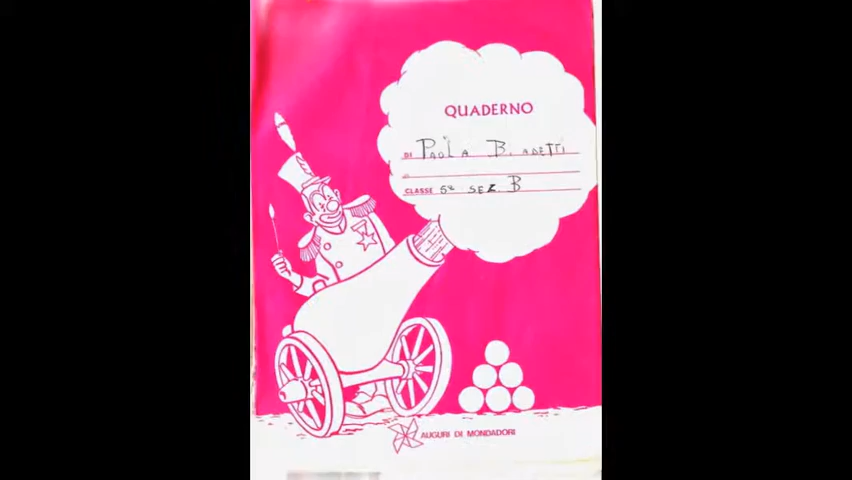 QUADERNO
DI PAOLA
CLASSE 5a SEZ. B
AUGURI DI MONDADORI